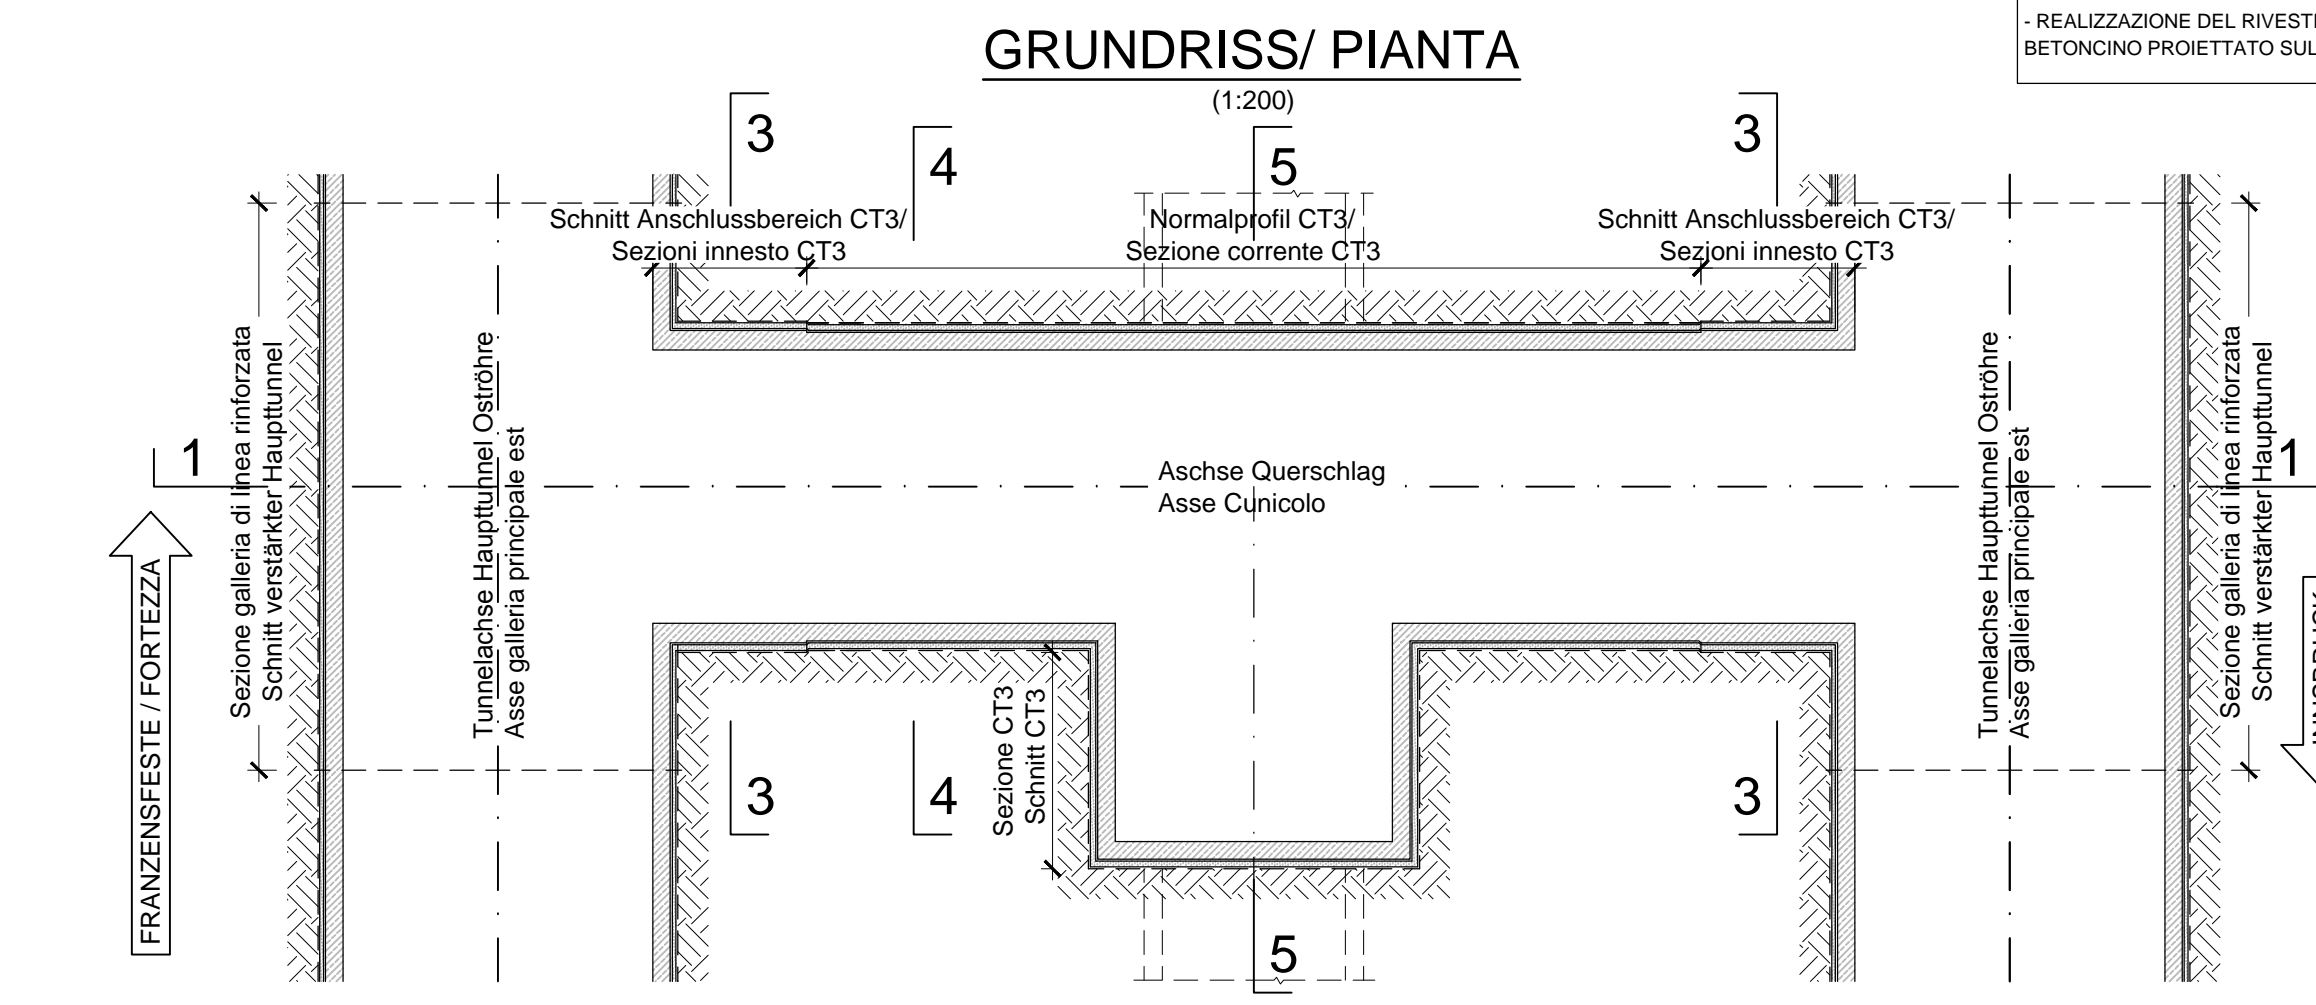 - REALIZZAZIONE DEL
BETONCINO PROIETTATO
GRUNDRISS/ PIANTA
(1:200)
3
4
5
3
Schnitt Anschlussbereich CT3/
Sezioni innesto CT3
Normalprofil CT3/
Sezione corrente CT3
Schnitt Anschlussbereich CT3/
Sezioni innesto CT3
1
Sezione galleria di linea rinforzata
Schnitt verstärkter Haupttunnel
Tunnelachse Haupttunnel Oströhre
Asse galleria principale est
Aschse Querschlag
Asse Cunicolo
Tunnelachse Haupttunnel Oströhre
Asse galleria principale est
Sezione galleria di linea rinforzata
Schnitt verstärkter Haupttunnel
1
FRANZENSFESTE / FORTEZZA
Sezione CT3
Schnitt CT3
3
4
3
5